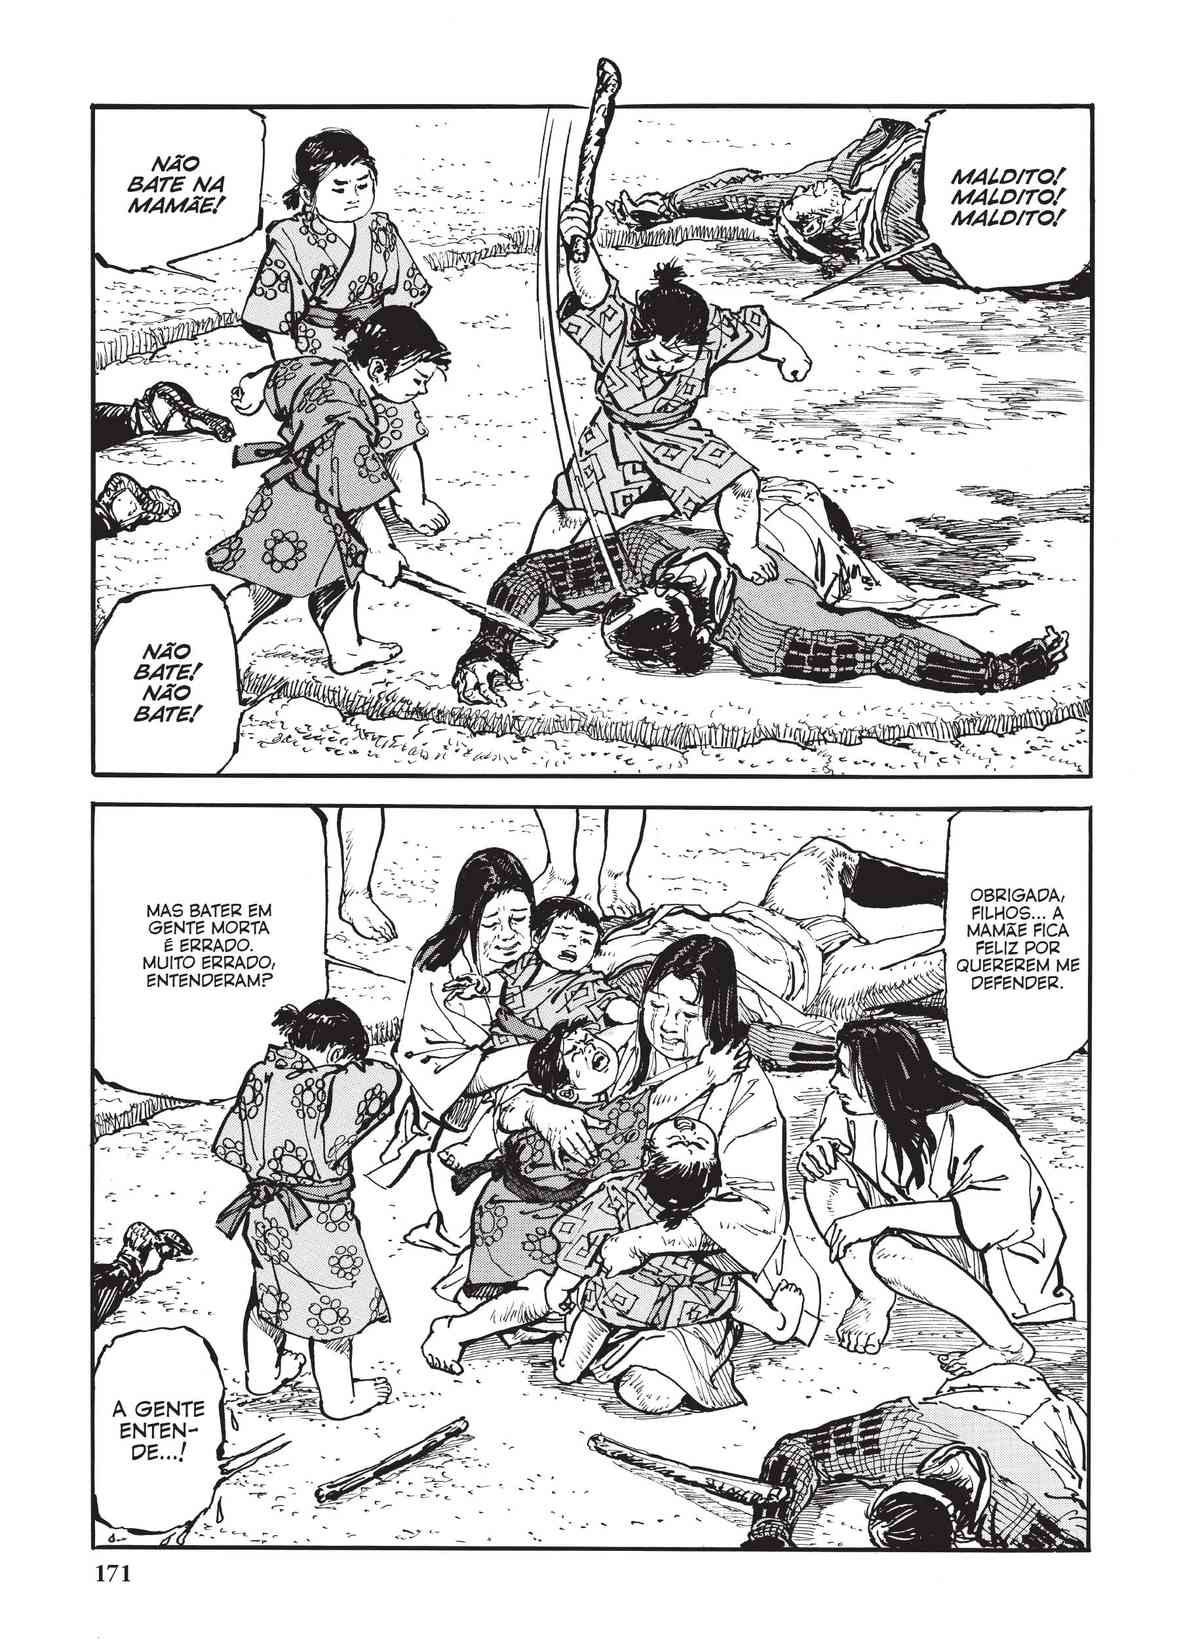 MALDITO!
MALDITO!
MALDITO!
NÃO
BATE NA
MAMÃE!
NÃO
BATE!
NÃO
BATE!
OBRIGADA,
FILHOS... A
MAMÃE FICA
FELIZ POR
QUEREREM ME
DEFENDER.
MAS BATER EM
GENTE MORTA
É ERRADO.
MUITO ERRADO,
ENTENDERAM?
A GENTE
ENTEN-
DE...!
171